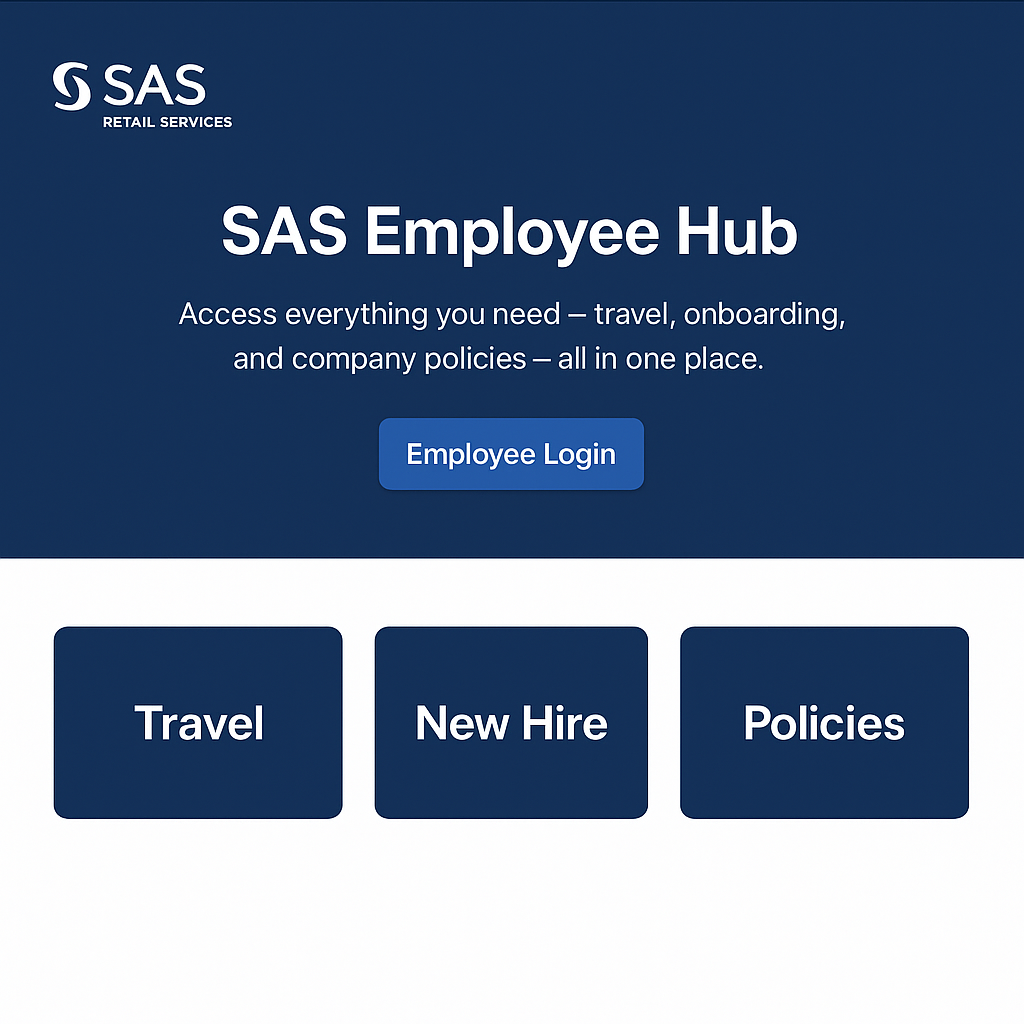 SAS
RETAIL SERVICES
SAS Employee Hub
Access everything you need – travel, onboarding,
and company policies – all in one place.
Employee Login
Travel
New Hire
Policies